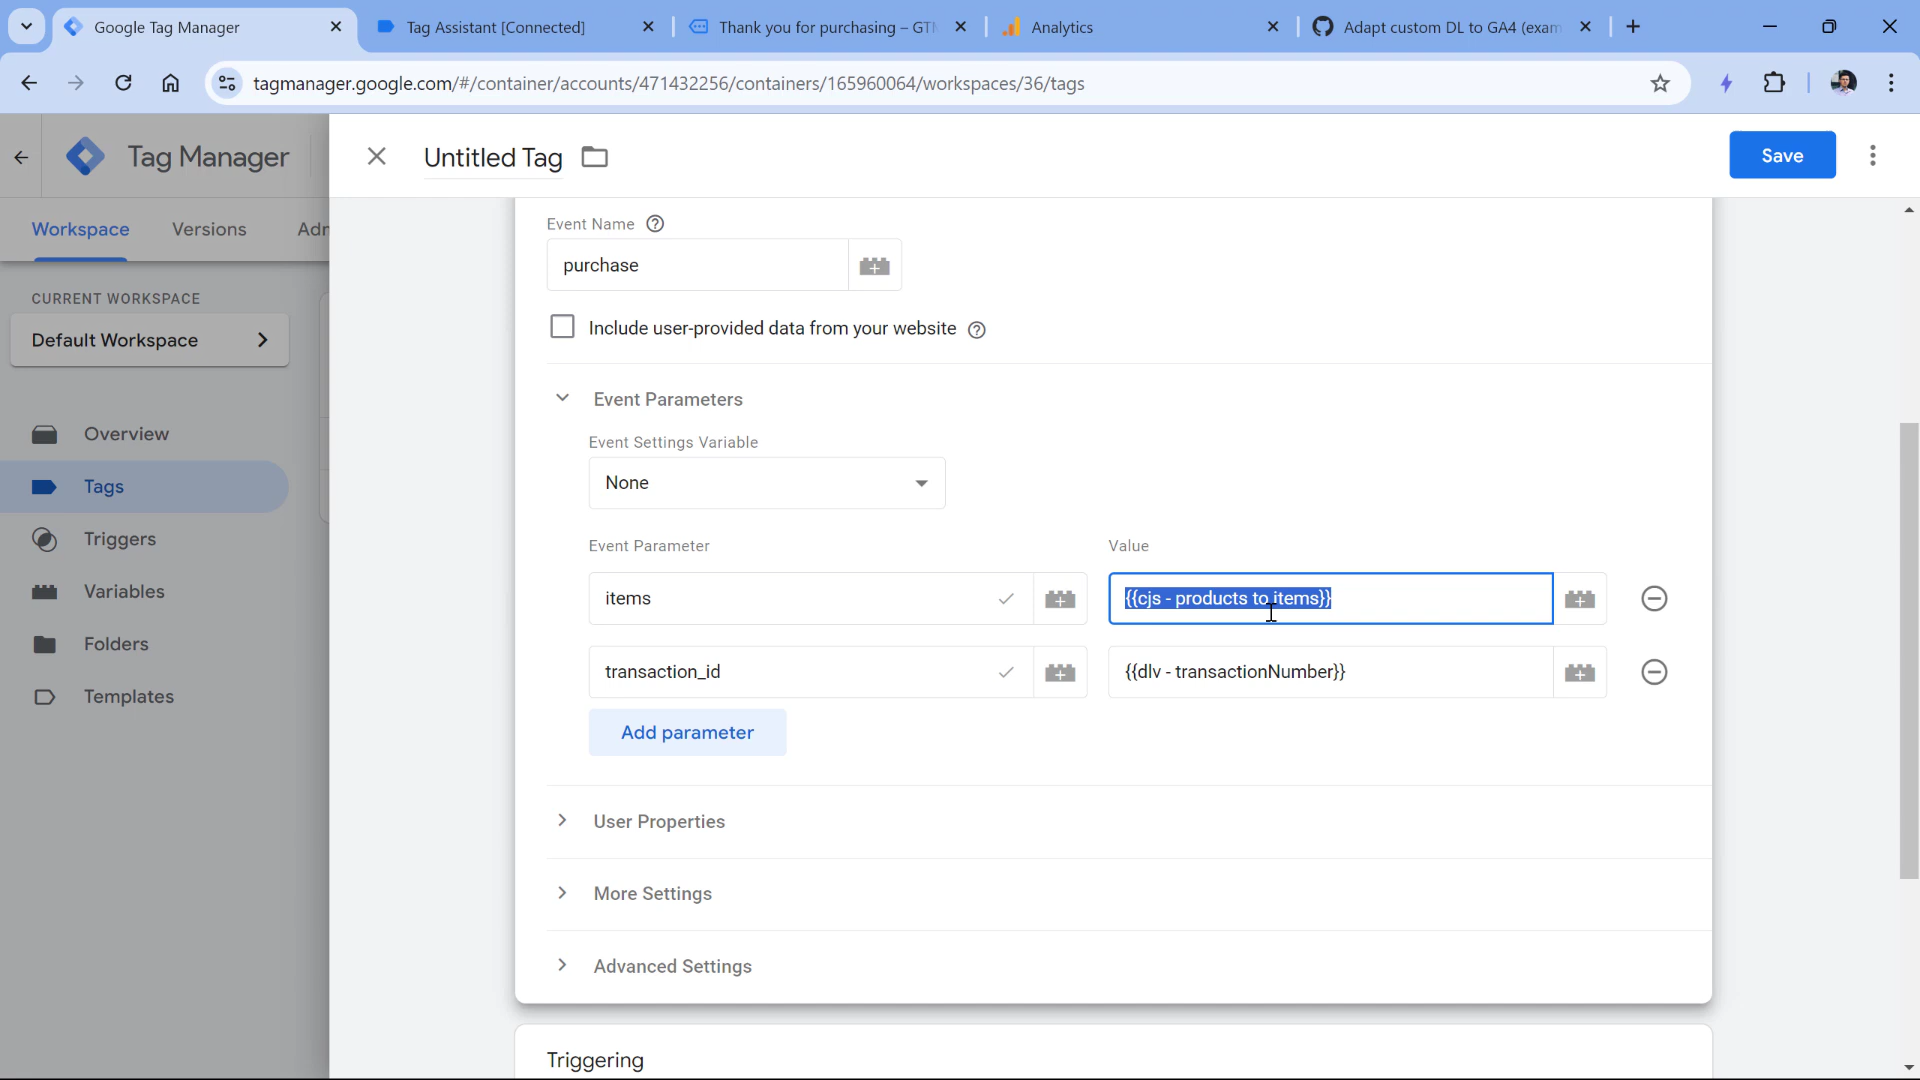 Google Tag Manager
Tag Assistant [Connected]
Thank you for purchasing – GT
Analytics
Adapt custom DL to GA4 (exam
tagmanager.google.com/#/container/accounts/471432256/containers/165960064/workspaces/36/tags
Tag Manager
Untitled Tag
Save
Workspace
Versions
Adr
CURRENT WORKSPACE
Default Workspace
Overview
Tags
Triggers
Variables
Folders
Templates
Event Name
purchase
Include user-provided data from your website
Event Parameters
Event Settings Variable
None
Event Parameter
Value
items
{{cjs - products to items}}
transaction_id
{{dlv - transactionNumber}}
Add parameter
User Properties
More Settings
Advanced Settings
Triggering